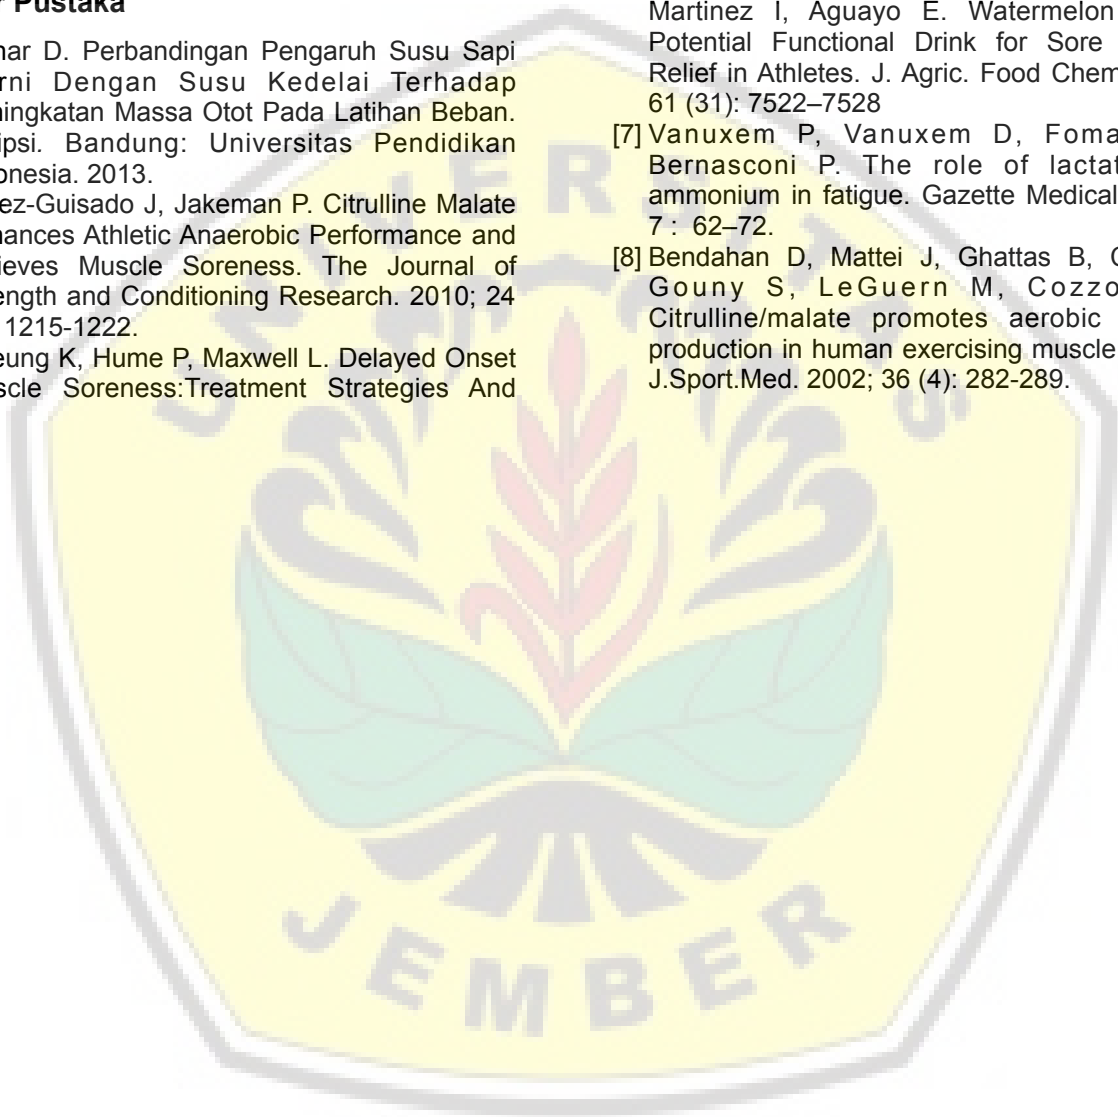 r Pustaka
nar D. Perbandingan Pengaruh Susu Sapi
rni Dengan Susu Kedelai Terhadap
ningkatan Massa Otot Pada Latihan Beban.
ipsi. Bandung: Universitas Pendidikan
onesia. 2013.
ez-Guisado J, Jakeman P. Citrulline Malate
nances Athletic Anaerobic Performance and
ieves Muscle Soreness. The Journal of
ength and Conditioning Research. 2010; 24
1215-1222.
eung K, Hume P, Maxwell L. Delayed Onset
scle Soreness:Treatment Strategies And
Martinez I, Aguayo E. Watermelon
Potential Functional Drink for Sore
Relief in Athletes. J. Agric. Food Chem
61 (31): 7522–7528
[7] Vanuxem P, Vanuxem D, Foma
Bernasconi P. The role of lactat
ammonium in fatigue. Gazette Medical
7 : 62–72.
[8] Bendahan D, Mattei J, Ghattas B, C
Gouny S, LeGuern M, Cozzo
Citrulline/malate promotes aerobic
production in human exercising muscle
J.Sport.Med. 2002; 36 (4): 282-289.
UNIVERSITAS
JEMBER